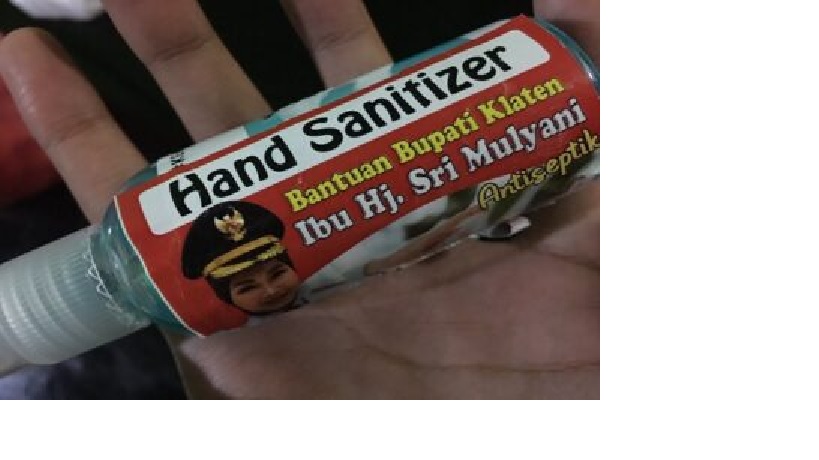 Hand Sanitizer
Bantuan Bupati Klaten
Ibu Hj. Sri Mulyani
Antiseptik